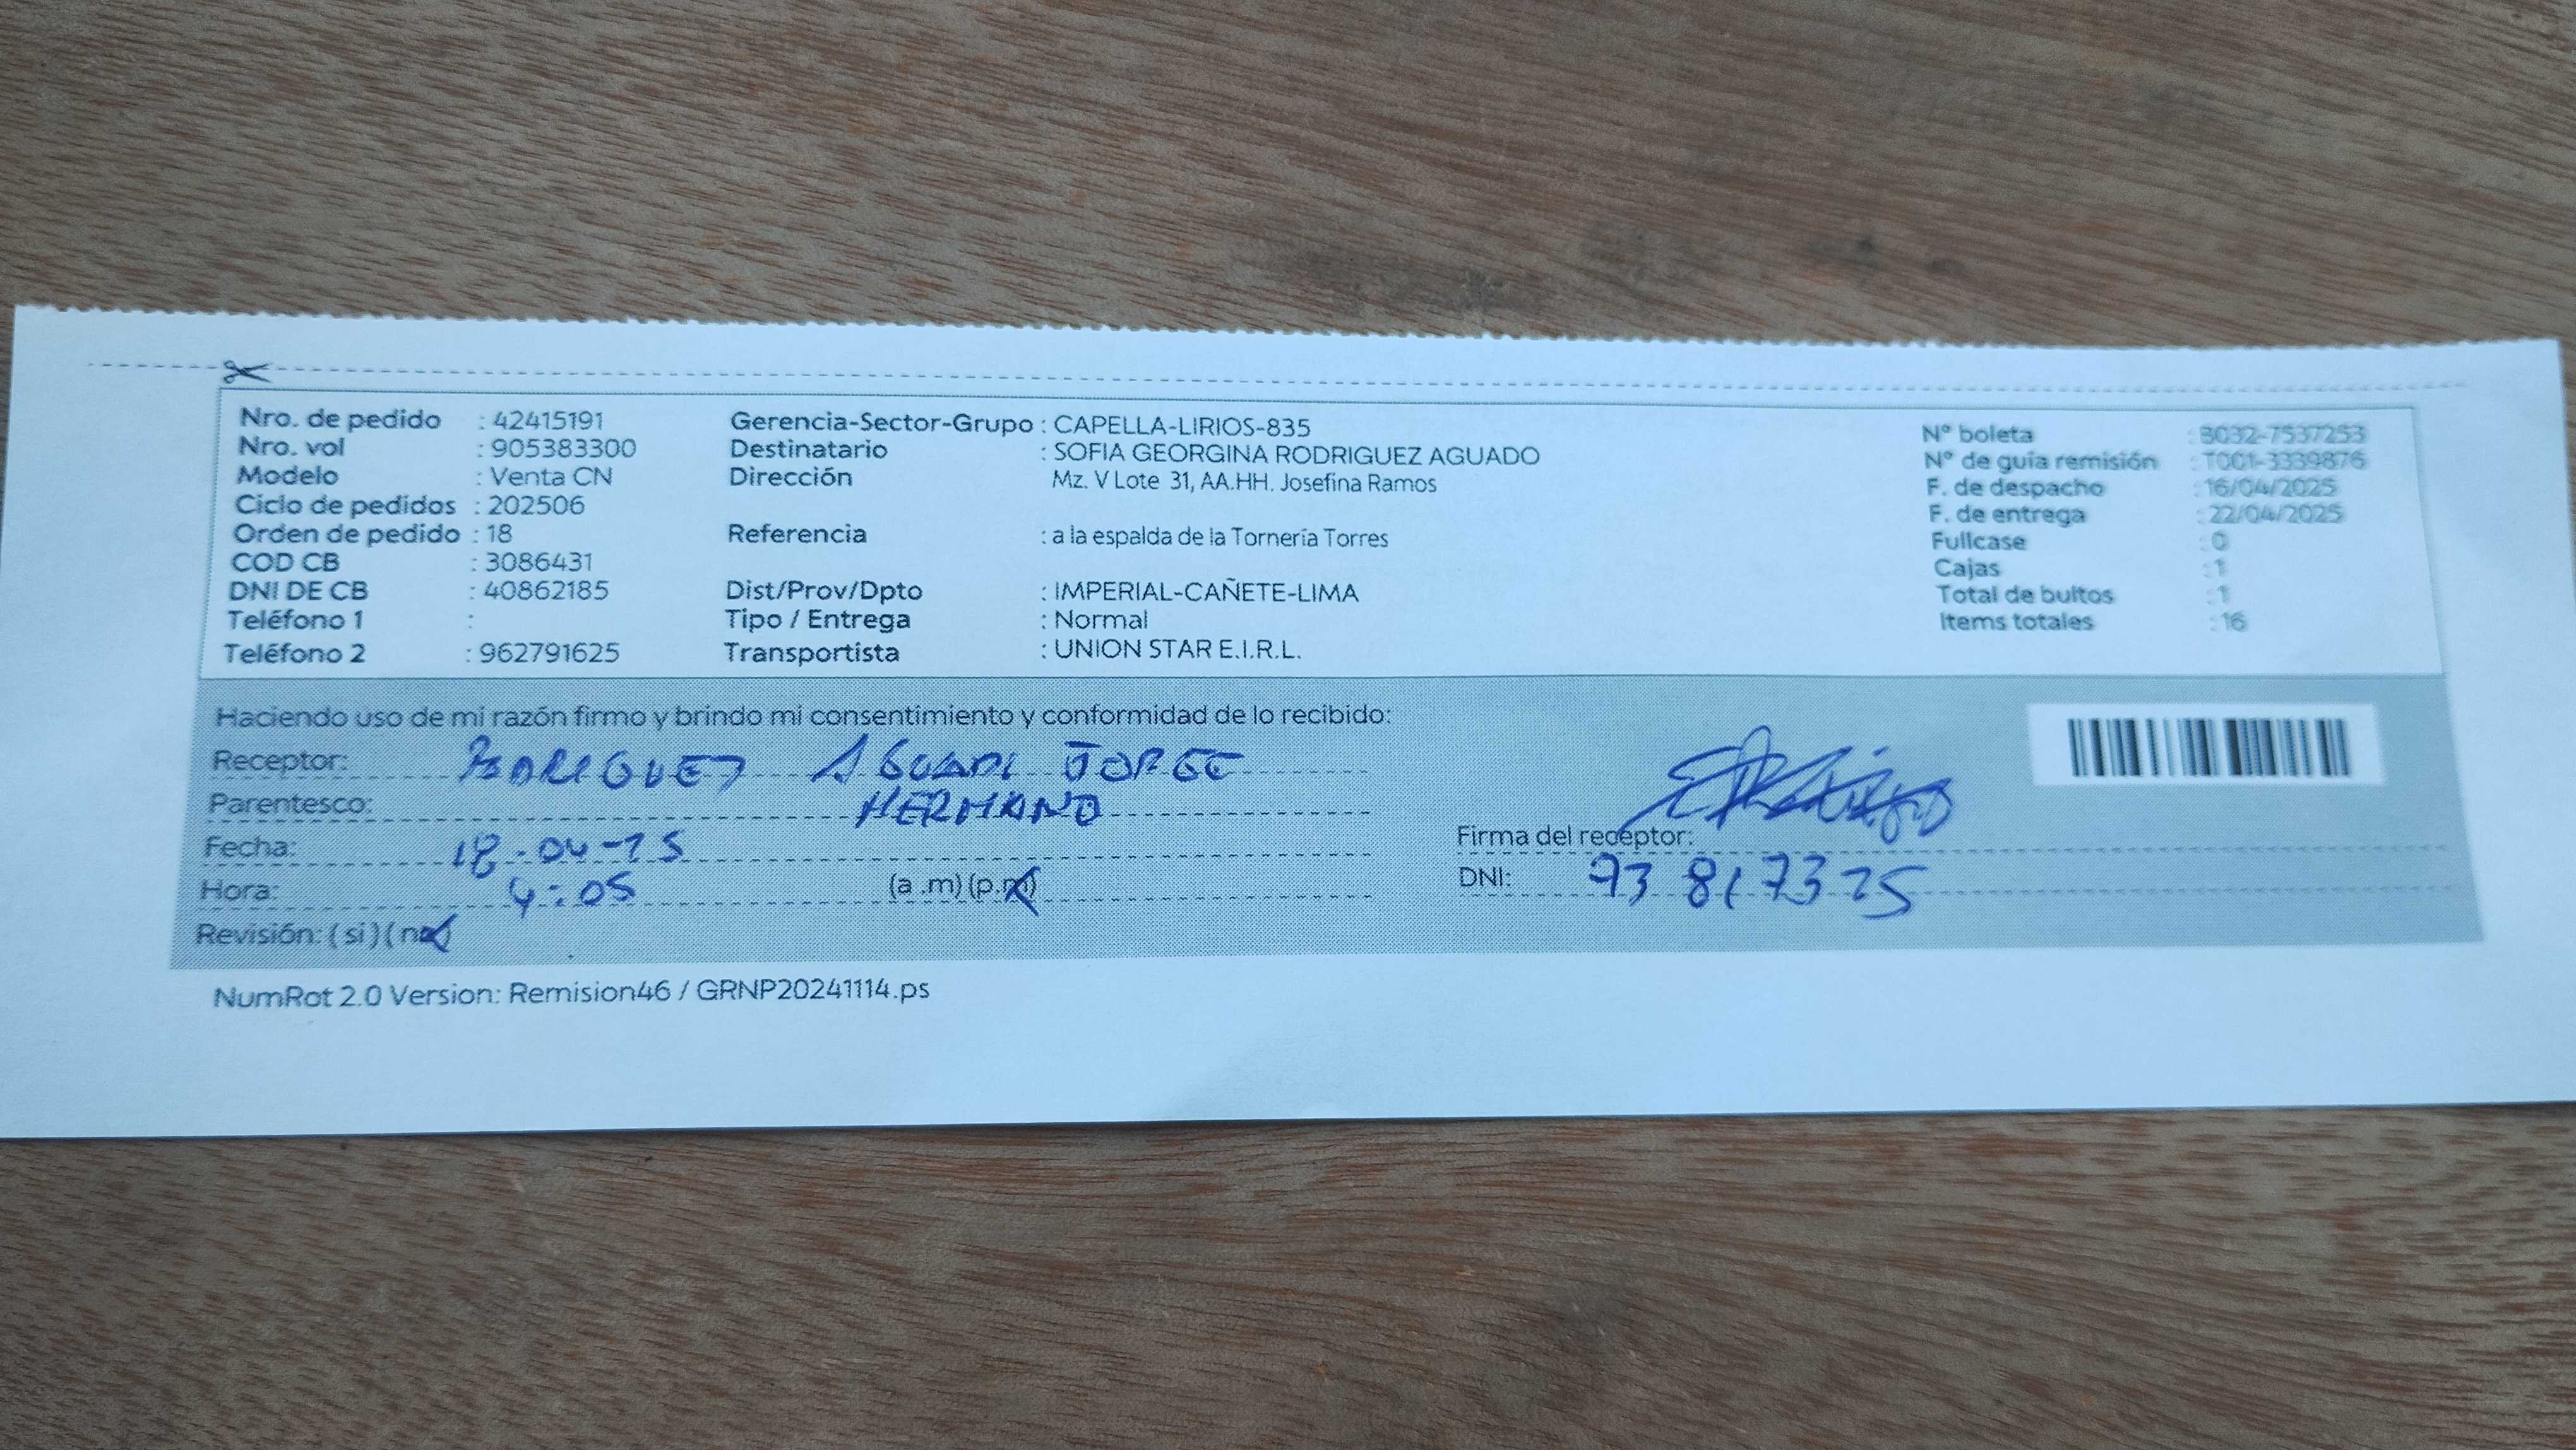 Nro. de pedido : 42415191 Gerencia-Sector-Grupo : CAPELLA-LIRIOS-835 N° boleta : B032-7537253
Nro. vol : 905383300 Destinatario : SOFIA GEORGINA RODRIGUEZ AGUADO N° de guía remisión : T001-3339876
Modelo : Venta CN Dirección Mz. V Lote 31, AA.HH. Josefina Ramos F. de despacho : 16/04/2025
Ciclo de pedidos : 202506 F. de entrega : 22/04/2025
Orden de pedido : 18 Referencia : a la espalda de la Tornería Torres Fullcase : 0
COD CB : 3086431 Cajas : 1
DNI DE CB : 40862185 Dist/Prov/Dpto : IMPERIAL-CAÑETE-LIMA Total de bultos : 1
Teléfono 1 : Tipo / Entrega : Normal Items totales : 16
Teléfono 2 : 962791625 Transportista : UNION STAR E.I.R.L.
Haciendo uso de mi razón firmo y brindo mi consentimiento y conformidad de lo recibido:
Receptor: RODRIGUEZ JORGE
Parentesco: HERMANO
Fecha: 18-04-25
Firma del receptor:
Hora: 4:05 (a .m) (p.m)
DNI:
Revisión: ( si ) ( no )
NumRot 2.0 Version: Remision46 / GRNP20241114.ps